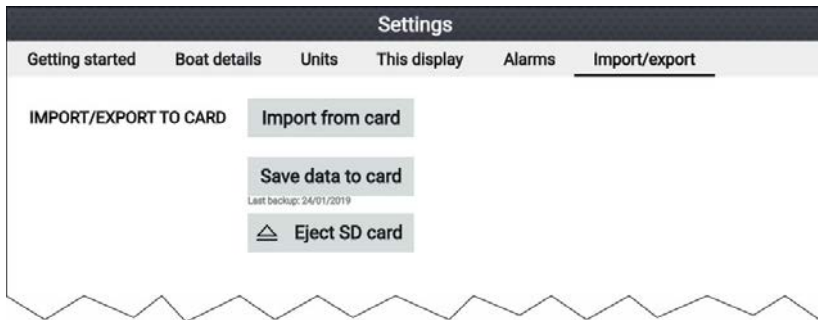 Settings
Getting started Boat details Units This display Alarms Import/export
IMPORT/EXPORT TO CARD Import from card
Save data to card
Last backup: 24/01/2019
Eject SD card